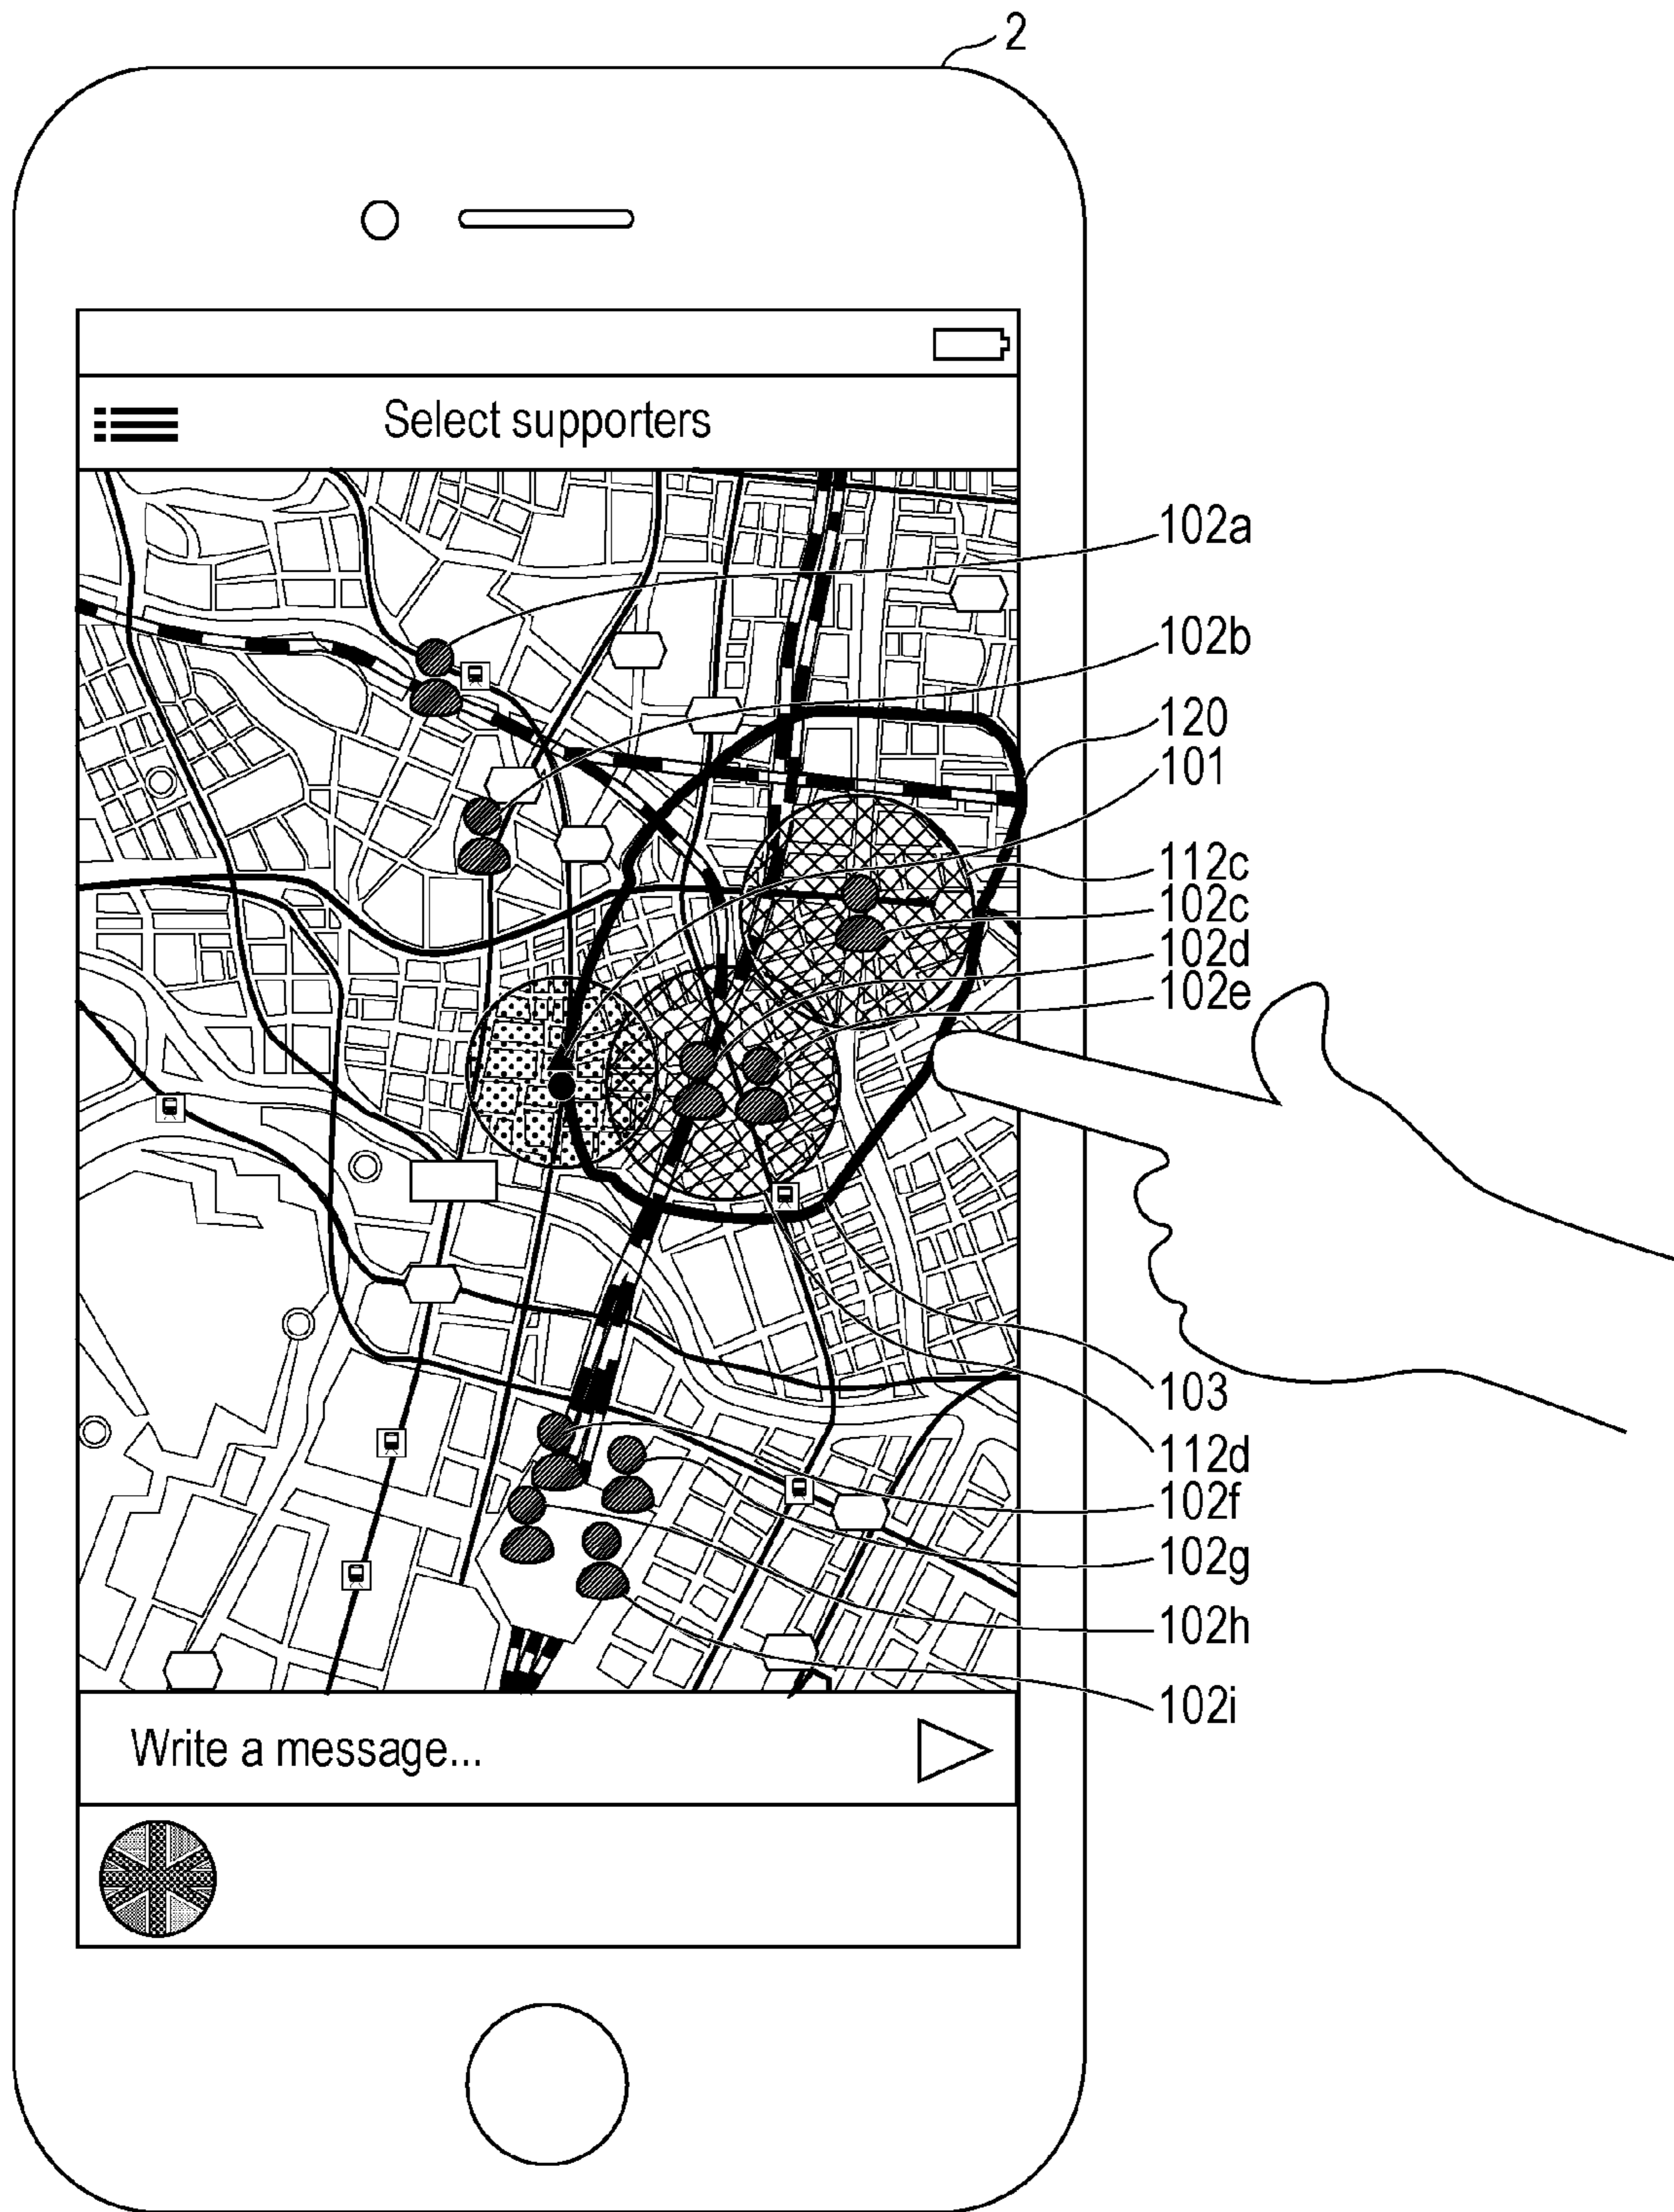 2
Select supporters
102a
102b
120
101
112c
102c
102d
102e
103
112d
102f
102g
102h
102i
Write a message...